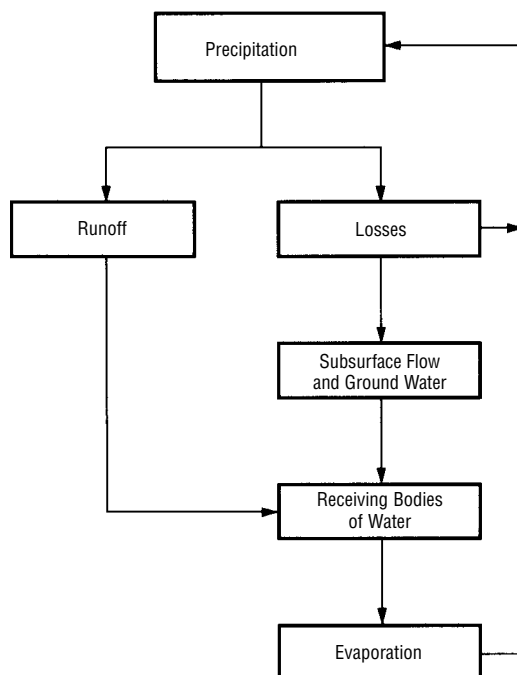 Precipitation
Runoff
Losses
Subsurface Flow
and Ground Water
Receiving Bodies
of Water
Evaporation